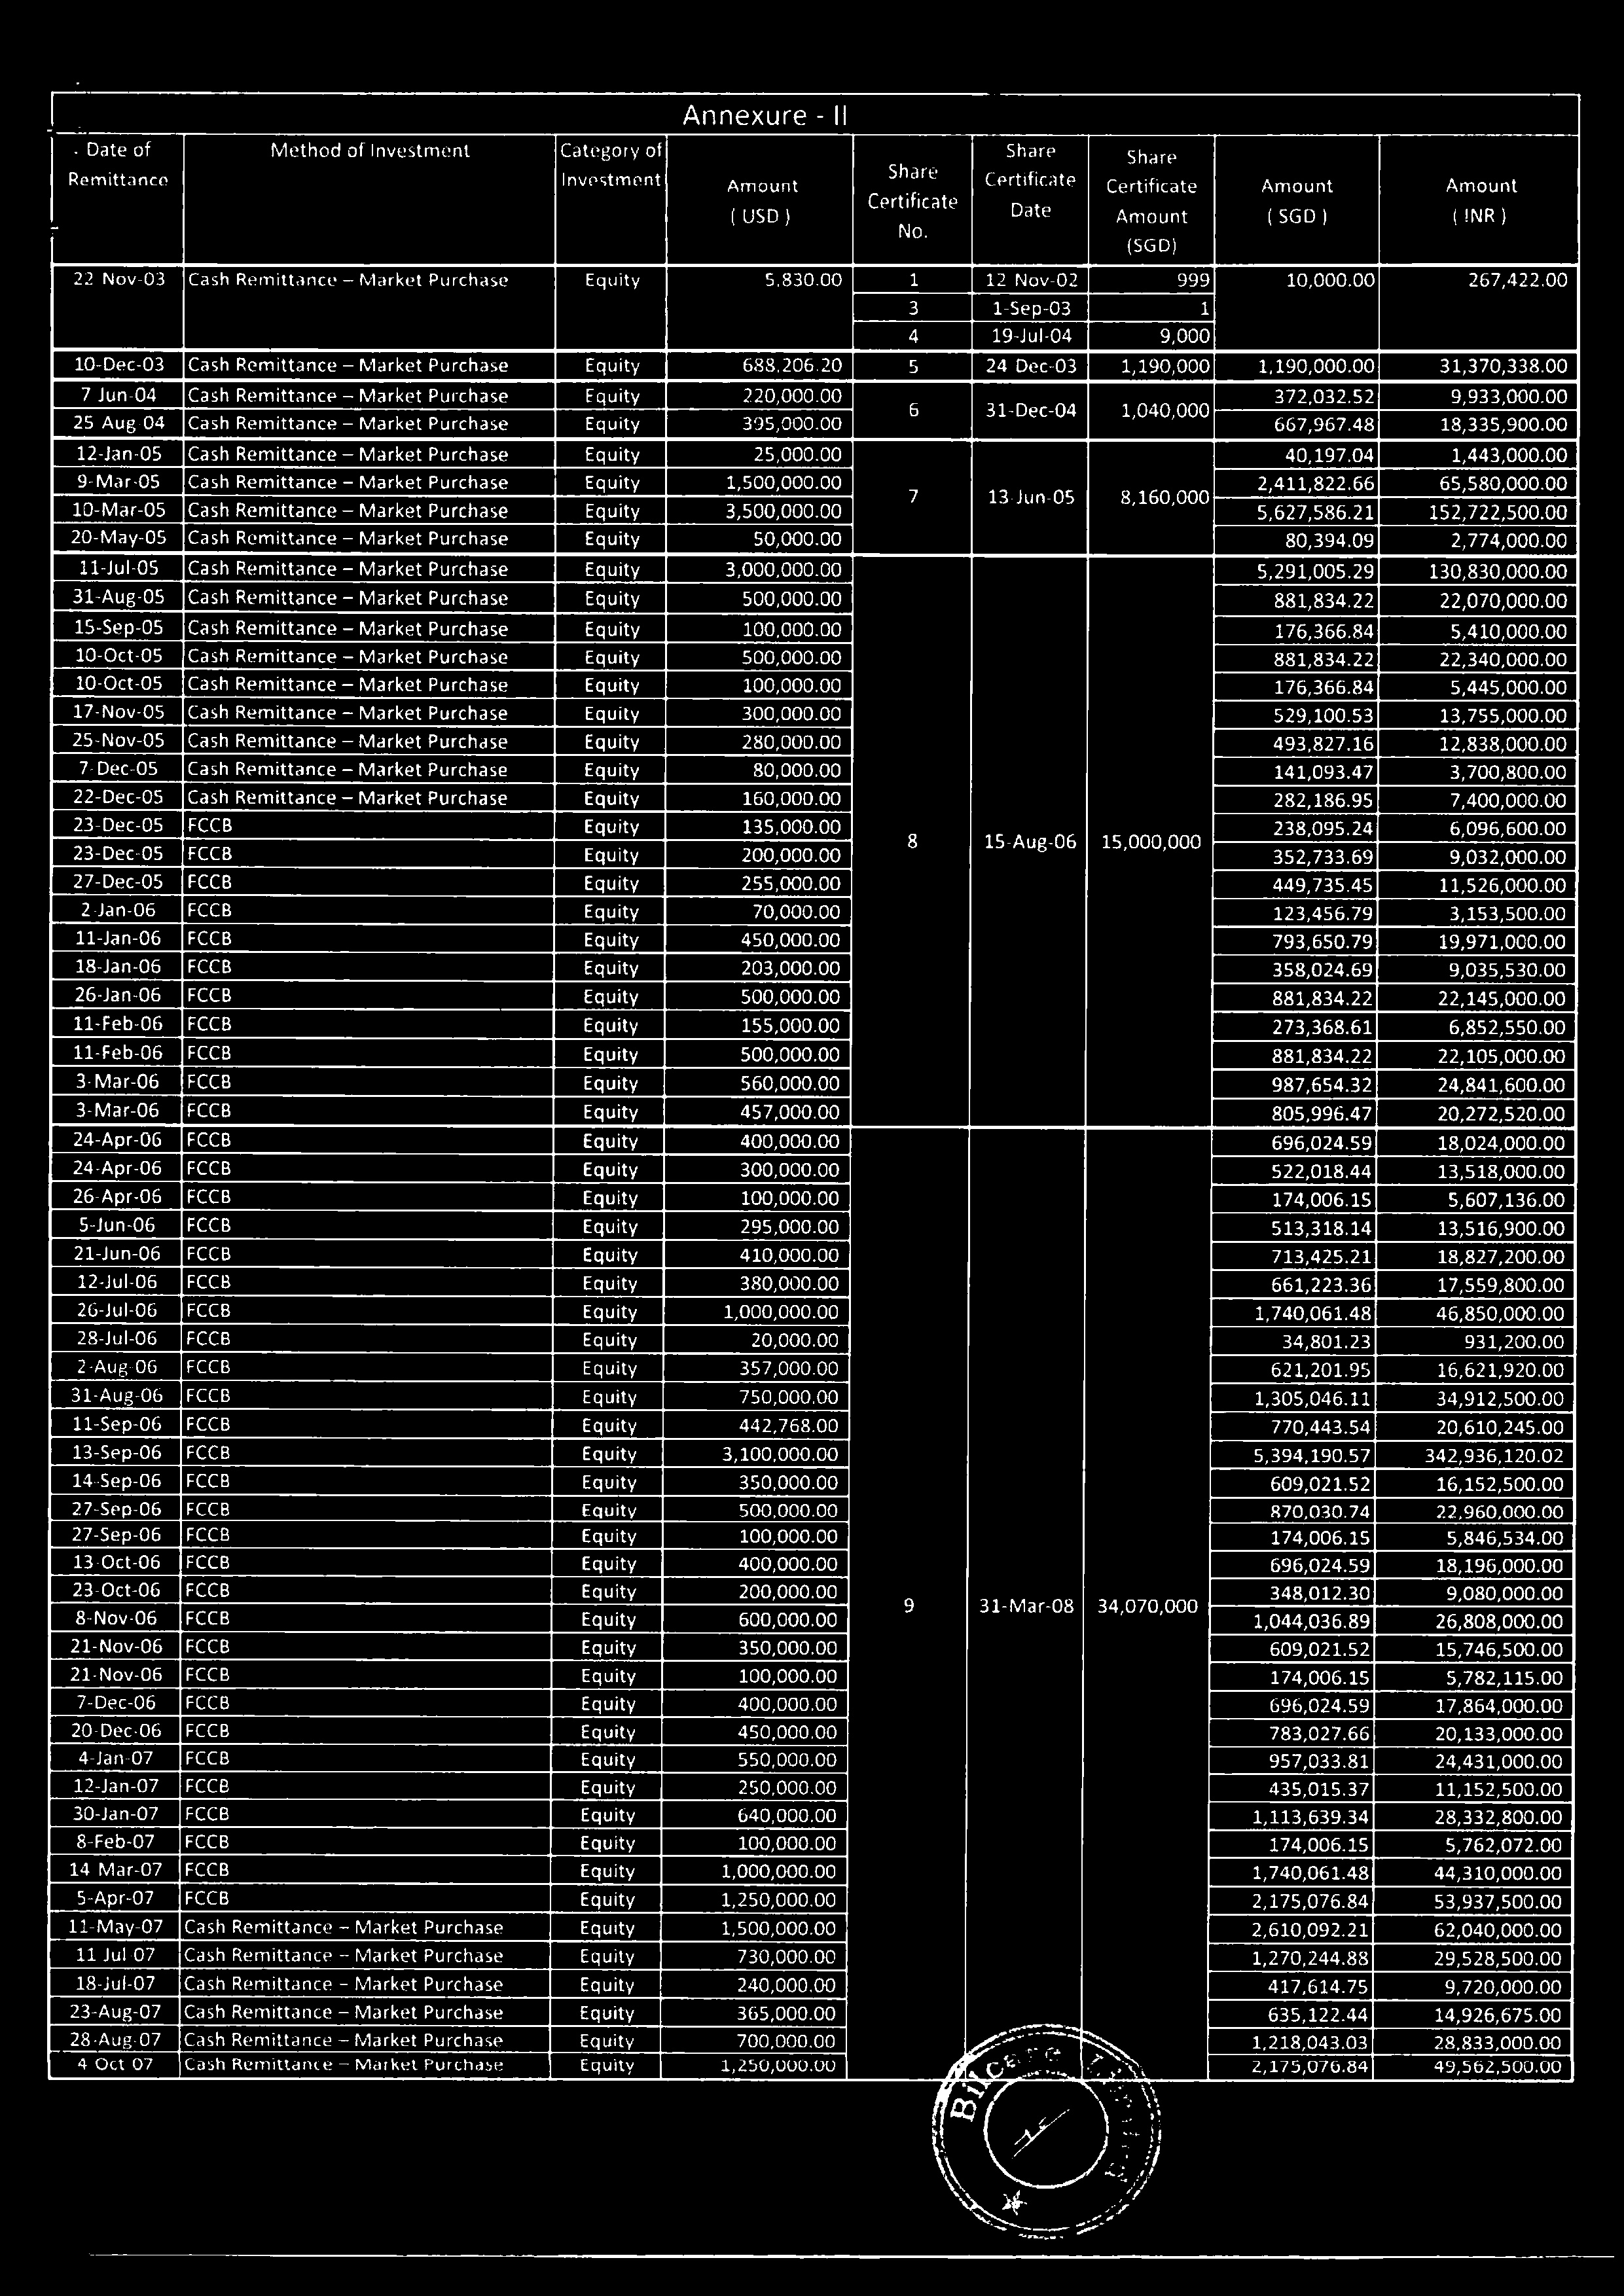 Annexure - II
Date of Remittance Method of Investment Category of Investment Amount ( USD ) Share Certificate No. Share Certificate Date Share Certificate Amount (SGD) Amount ( SGD ) Amount ( INR )
22-Nov-03 Cash Remittance – Market Purchase Equity 5,830.00 1 12-Nov-02 999 10,000.00 267,422.00
3 1-Sep-03 1
4 19-Jul-04 9,000
10-Dec-03 Cash Remittance – Market Purchase Equity 688,206.20 5 24-Dec-03 1,190,000 1,190,000.00 31,370,338.00
7-Jun-04 Cash Remittance – Market Purchase Equity 220,000.00 6 31-Dec-04 1,040,000 372,032.52 9,933,000.00
25-Aug-04 Cash Remittance – Market Purchase Equity 395,000.00 667,967.48 18,335,900.00
12-Jan-05 Cash Remittance – Market Purchase Equity 25,000.00 40,197.04 1,443,000.00
9-Mar-05 Cash Remittance – Market Purchase Equity 1,500,000.00 7 13-Jun-05 8,160,000 2,411,822.66 65,580,000.00
10-Mar-05 Cash Remittance – Market Purchase Equity 3,500,000.00 5,627,586.21 152,722,500.00
20-May-05 Cash Remittance – Market Purchase Equity 50,000.00 80,394.09 2,774,000.00
11-Jul-05 Cash Remittance – Market Purchase Equity 3,000,000.00 5,291,005.29 130,830,000.00
31-Aug-05 Cash Remittance – Market Purchase Equity 500,000.00 881,834.22 22,070,000.00
15-Sep-05 Cash Remittance – Market Purchase Equity 100,000.00 176,366.84 5,410,000.00
10-Oct-05 Cash Remittance – Market Purchase Equity 500,000.00 881,834.22 22,340,000.00
10-Oct-05 Cash Remittance – Market Purchase Equity 100,000.00 176,366.84 5,445,000.00
17-Nov-05 Cash Remittance – Market Purchase Equity 300,000.00 529,100.53 13,755,000.00
25-Nov-05 Cash Remittance – Market Purchase Equity 280,000.00 493,827.16 12,838,000.00
7-Dec-05 Cash Remittance – Market Purchase Equity 80,000.00 141,093.47 3,700,800.00
22-Dec-05 Cash Remittance – Market Purchase Equity 160,000.00 282,186.95 7,400,000.00
23-Dec-05 FCCB Equity 135,000.00 8 15-Aug-06 15,000,000 238,095.24 6,096,600.00
23-Dec-05 FCCB Equity 200,000.00 352,733.69 9,032,000.00
27-Dec-05 FCCB Equity 255,000.00 449,735.45 11,526,000.00
2-Jan-06 FCCB Equity 70,000.00 123,456.79 3,153,500.00
11-Jan-06 FCCB Equity 450,000.00 793,650.79 19,971,000.00
18-Jan-06 FCCB Equity 203,000.00 358,024.69 9,035,530.00
26-Jan-06 FCCB Equity 500,000.00 881,834.22 22,145,000.00
11-Feb-06 FCCB Equity 155,000.00 273,368.61 6,852,550.00
11-Feb-06 FCCB Equity 500,000.00 881,834.22 22,105,000.00
3-Mar-06 FCCB Equity 560,000.00 987,654.32 24,841,600.00
3-Mar-06 FCCB Equity 457,000.00 805,996.47 20,272,520.00
24-Apr-06 FCCB Equity 400,000.00 696,024.59 18,024,000.00
24-Apr-06 FCCB Equity 300,000.00 522,018.44 13,518,000.00
26-Apr-06 FCCB Equity 100,000.00 174,006.15 5,607,136.00
5-Jun-06 FCCB Equity 295,000.00 513,318.14 13,516,900.00
21-Jun-06 FCCB Equity 410,000.00 713,425.21 18,827,200.00
12-Jul-06 FCCB Equity 380,000.00 661,223.36 17,559,800.00
26-Jul-06 FCCB Equity 1,000,000.00 1,740,061.48 46,850,000.00
28-Jul-06 FCCB Equity 20,000.00 34,801.23 931,200.00
2-Aug-06 FCCB Equity 357,000.00 621,201.95 16,621,920.00
31-Aug-06 FCCB Equity 750,000.00 1,305,046.11 34,912,500.00
11-Sep-06 FCCB Equity 442,768.00 770,443.54 20,610,245.00
13-Sep-06 FCCB Equity 3,100,000.00 5,394,190.57 342,936,120.02
14-Sep-06 FCCB Equity 350,000.00 609,021.52 16,152,500.00
27-Sep-06 FCCB Equity 500,000.00 870,030.74 22,960,000.00
27-Sep-06 FCCB Equity 100,000.00 174,006.15 5,846,534.00
13-Oct-06 FCCB Equity 400,000.00 696,024.59 18,196,000.00
23-Oct-06 FCCB Equity 200,000.00 9 31-Mar-08 34,070,000 348,012.30 9,080,000.00
8-Nov-06 FCCB Equity 600,000.00 1,044,036.89 26,808,000.00
21-Nov-06 FCCB Equity 350,000.00 609,021.52 15,746,500.00
21-Nov-06 FCCB Equity 100,000.00 174,006.15 5,782,115.00
7-Dec-06 FCCB Equity 400,000.00 696,024.59 17,864,000.00
20-Dec-06 FCCB Equity 450,000.00 783,027.66 20,133,000.00
4-Jan-07 FCCB Equity 550,000.00 957,033.81 24,431,000.00
12-Jan-07 FCCB Equity 250,000.00 435,015.37 11,152,500.00
30-Jan-07 FCCB Equity 640,000.00 1,113,639.34 28,332,800.00
8-Feb-07 FCCB Equity 100,000.00 174,006.15 5,762,072.00
14-Mar-07 FCCB Equity 1,000,000.00 1,740,061.48 44,310,000.00
5-Apr-07 FCCB Equity 1,250,000.00 2,175,076.84 53,937,500.00
11-May-07 Cash Remittance – Market Purchase Equity 1,500,000.00 2,610,092.21 62,040,000.00
11-Jul-07 Cash Remittance – Market Purchase Equity 730,000.00 1,270,244.88 29,528,500.00
18-Jul-07 Cash Remittance – Market Purchase Equity 240,000.00 417,614.75 9,720,000.00
23-Aug-07 Cash Remittance – Market Purchase Equity 365,000.00 635,122.44 14,926,675.00
28-Aug-07 Cash Remittance – Market Purchase Equity 700,000.00 1,218,043.03 28,833,000.00
4-Oct-07 Cash Remittance – Market Purchase Equity 1,250,000.00 2,175,076.84 49,562,500.00
Bilcare